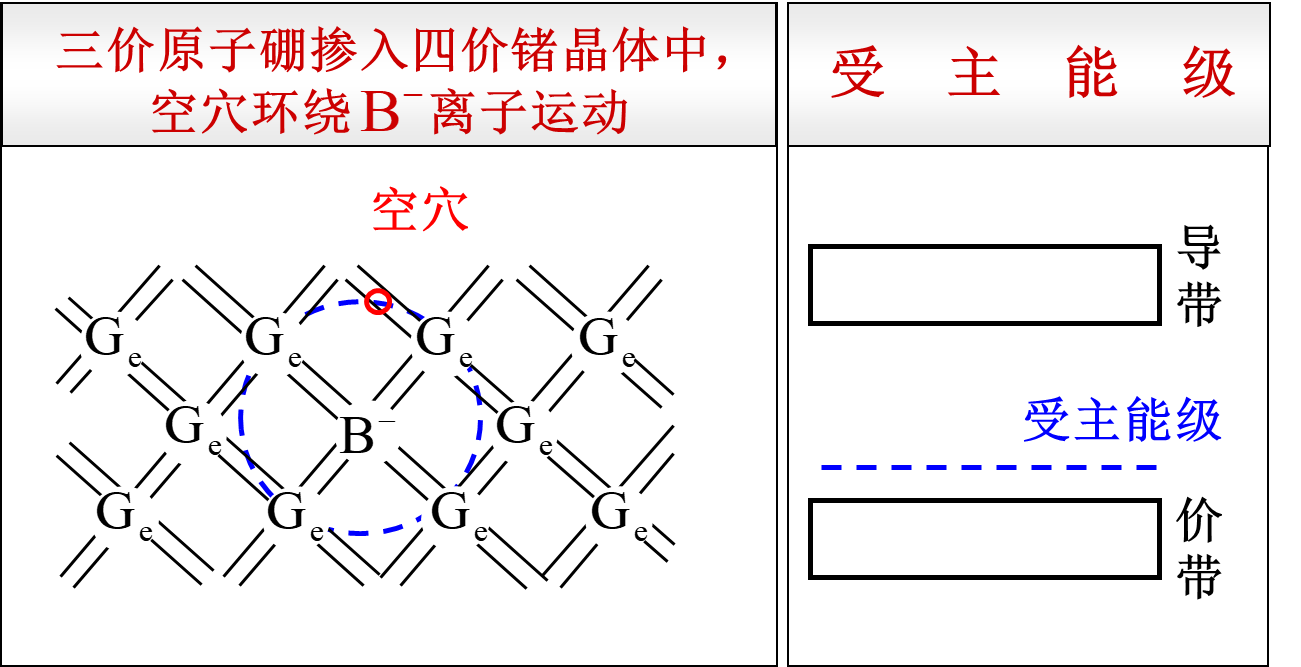 三价原子硼掺入四价锗晶体中，
空穴环绕B⁻离子运动
空穴
Ge Ge Ge Ge
Ge B⁻ Ge
Ge Ge Ge Ge
受 主 能 级
导带
受主能级
价带